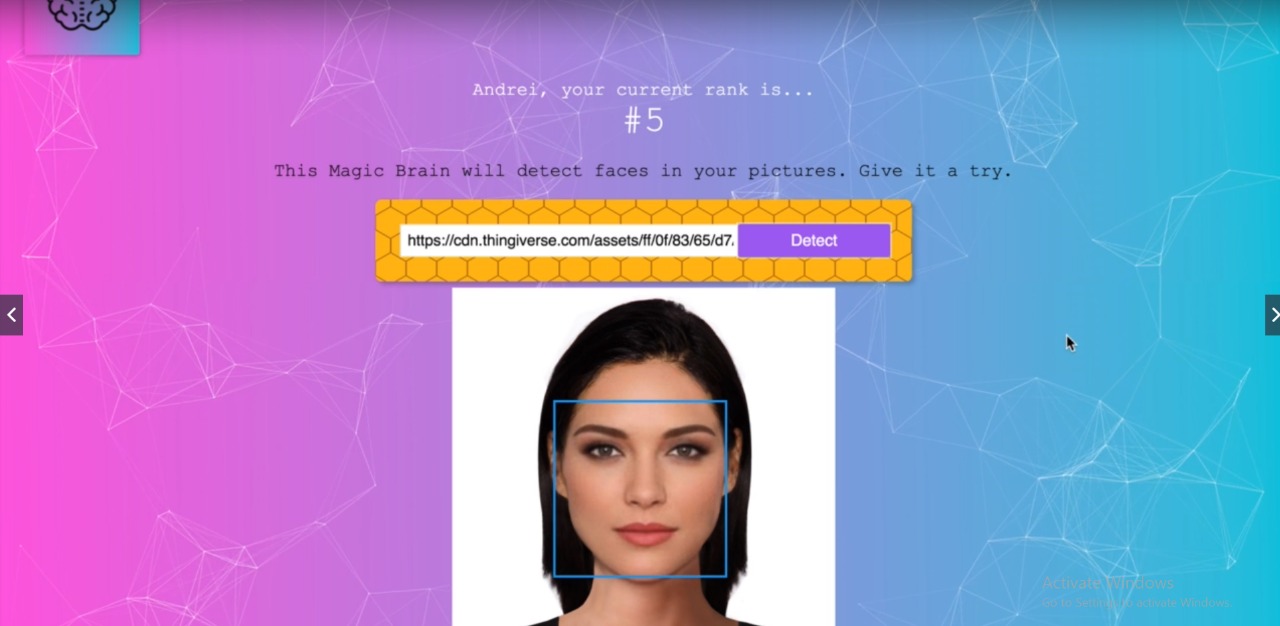 Andrei, your current rank is...
#5
This Magic Brain will detect faces in your pictures. Give it a try.
https://cdn.thingiverse.com/assets/ff/0f/83/65/d7
Detect
Activate Windows
Go to Settings to activate Windows.